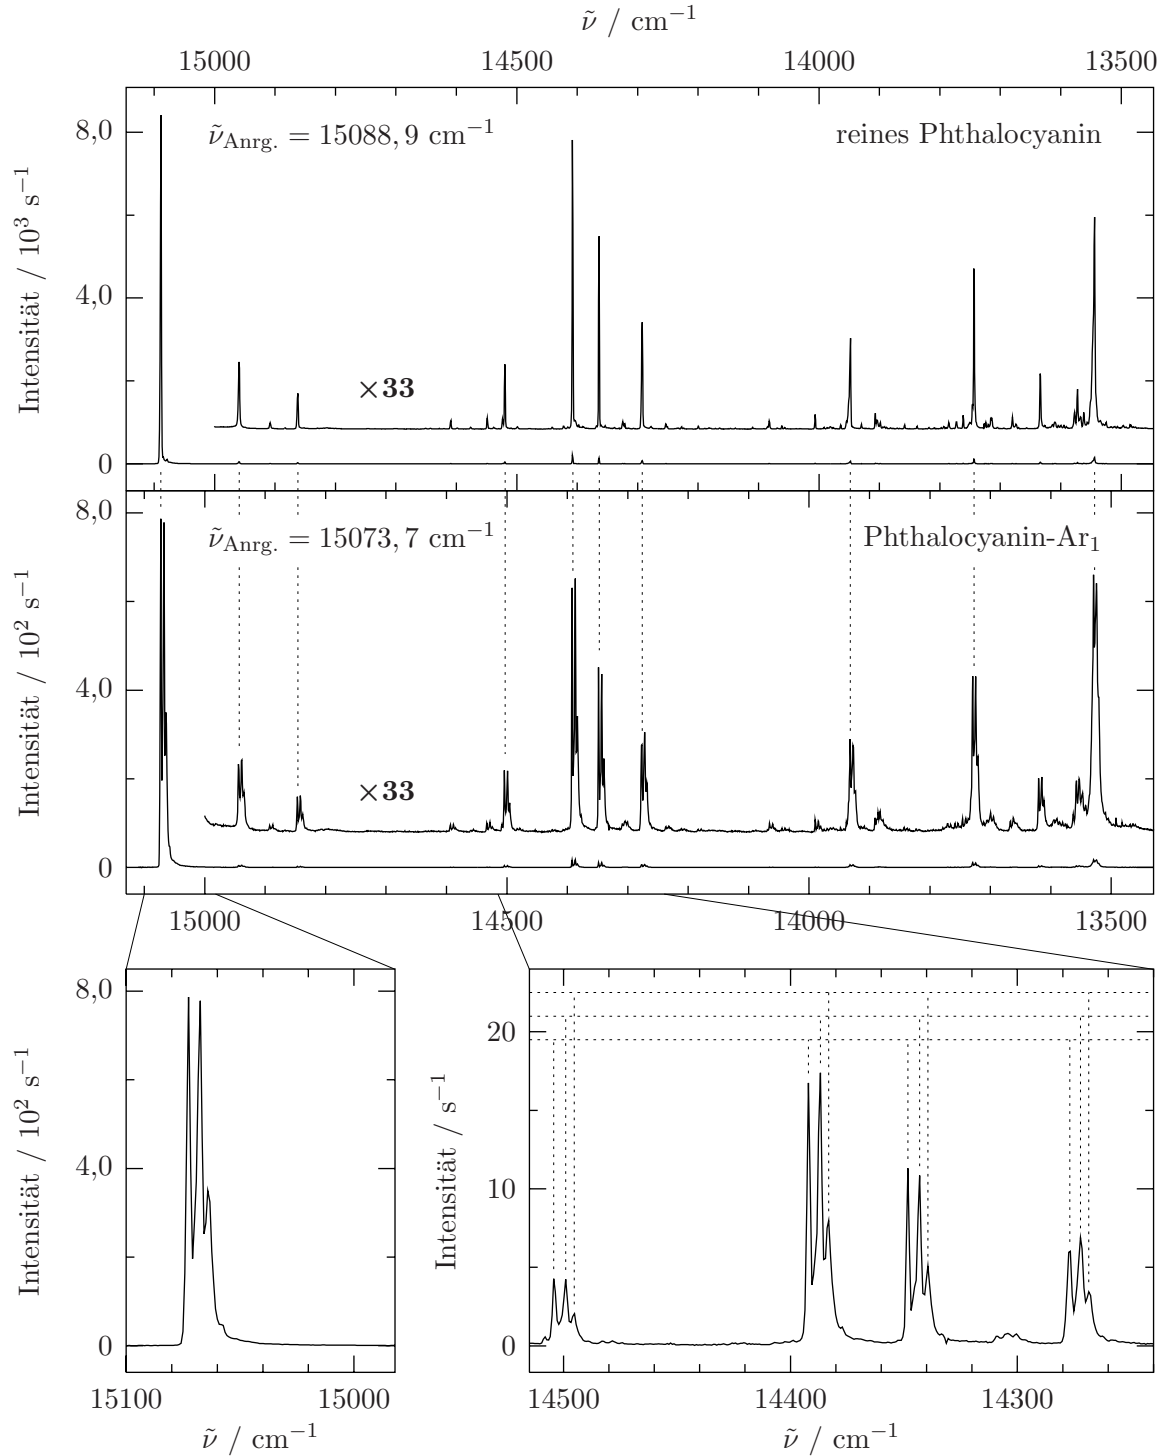 ν̃ / cm⁻¹
15000 14500 14000 13500
ν̃Anrg. = 15088, 9 cm⁻¹ reines Phthalocyanin
8,0
4,0
0
Intensität / 10³ s⁻¹
×33
ν̃Anrg. = 15073, 7 cm⁻¹ Phthalocyanin-Ar₁
8,0
4,0
0
Intensität / 10² s⁻¹
×33
15000 14500 14000 13500
8,0
4,0
0
Intensität / 10² s⁻¹
15100 15000
ν̃ / cm⁻¹
20
10
0
Intensität / s⁻¹
14500 14400 14300
ν̃ / cm⁻¹